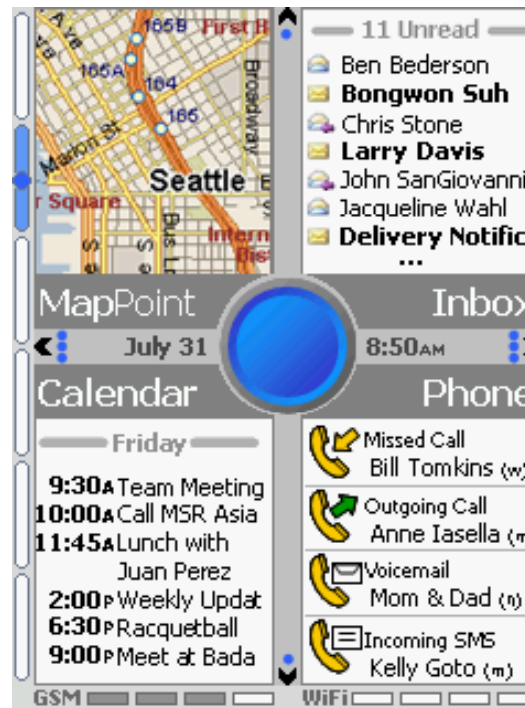 Ave
165B First H
165A
164
165
Broadway
Marion St
Seattle
r Square
Intern
Dist
Bus L
S
S
MapPoint
11 Unread
Ben Bederson
Bongwon Suh
Chris Stone
Larry Davis
John SanGiovanni
Jacqueline Wahl
Delivery Notific
...
Inbox
July 31
8:50AM
Calendar
Friday
9:30A Team Meeting
10:00A Call MSR Asia
11:45A Lunch with
Juan Perez
2:00P Weekly Updat
6:30P Racquetball
9:00P Meet at Bada
GSM
Phone
Missed Call
Bill Tomkins (w)
Outgoing Call
Anne Iasella (m
Voicemail
Mom & Dad (h)
Incoming SMS
Kelly Goto (m)
WiFi